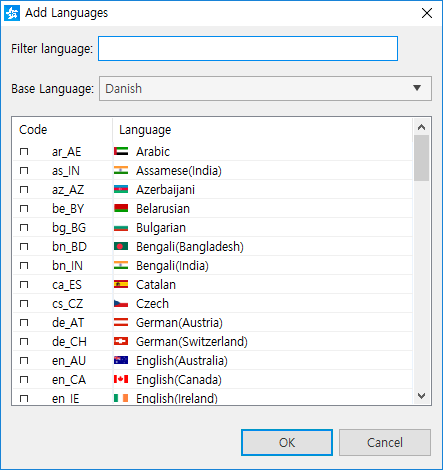 Add Languages
Filter language:
Base Language: Danish
Code Language
ar_AE Arabic
as_IN Assamese(India)
az_AZ Azerbaijani
be_BY Belarusian
bg_BG Bulgarian
bn_BD Bengali(Bangladesh)
bn_IN Bengali(India)
ca_ES Catalan
cs_CZ Czech
de_AT German(Austria)
de_CH German(Switzerland)
en_AU English(Australia)
en_CA English(Canada)
en_IE English(Ireland)
OK Cancel